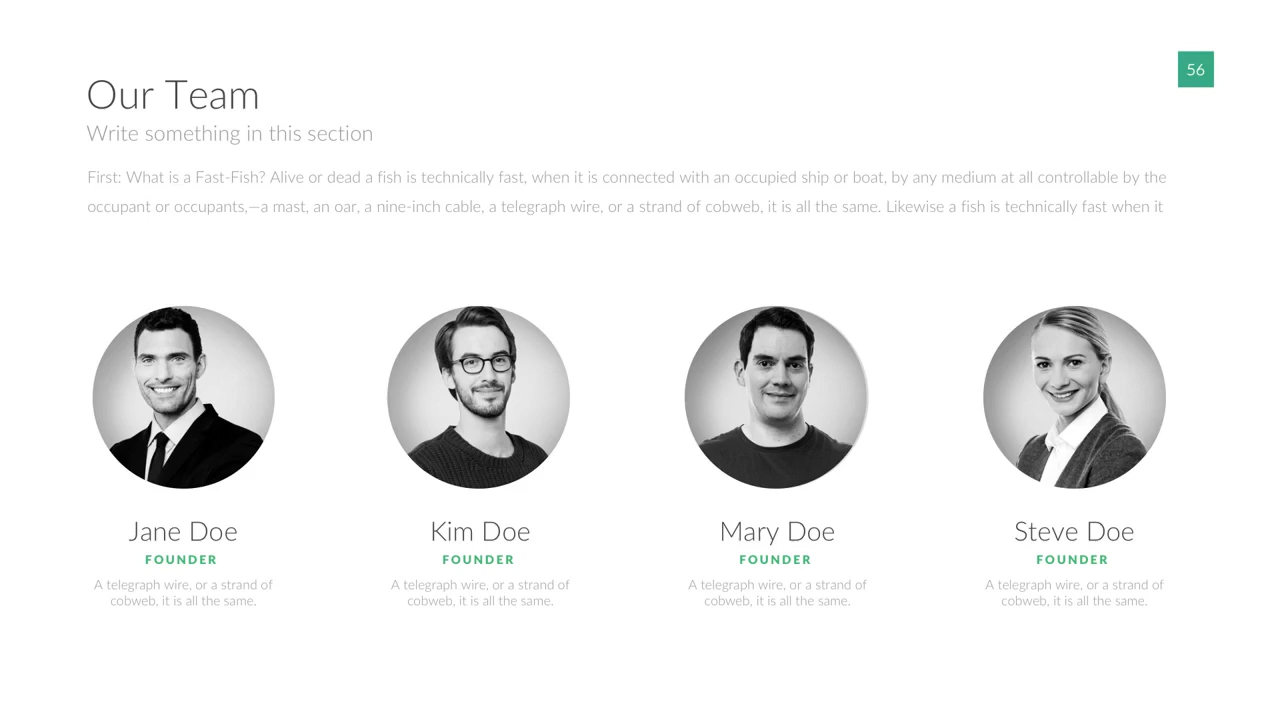 56
Our Team
Write something in this section
First: What is a Fast-Fish? Alive or dead a fish is technically fast, when it is connected with an occupied ship or boat, by any medium at all controllable by the
occupant or occupants,—a mast, an oar, a nine-inch cable, a telegraph wire, or a strand of cobweb, it is all the same. Likewise a fish is technically fast when it
Jane Doe
FOUNDER
A telegraph wire, or a strand of
cobweb, it is all the same.
Kim Doe
FOUNDER
A telegraph wire, or a strand of
cobweb, it is all the same.
Mary Doe
FOUNDER
A telegraph wire, or a strand of
cobweb, it is all the same.
Steve Doe
FOUNDER
A telegraph wire, or a strand of
cobweb, it is all the same.